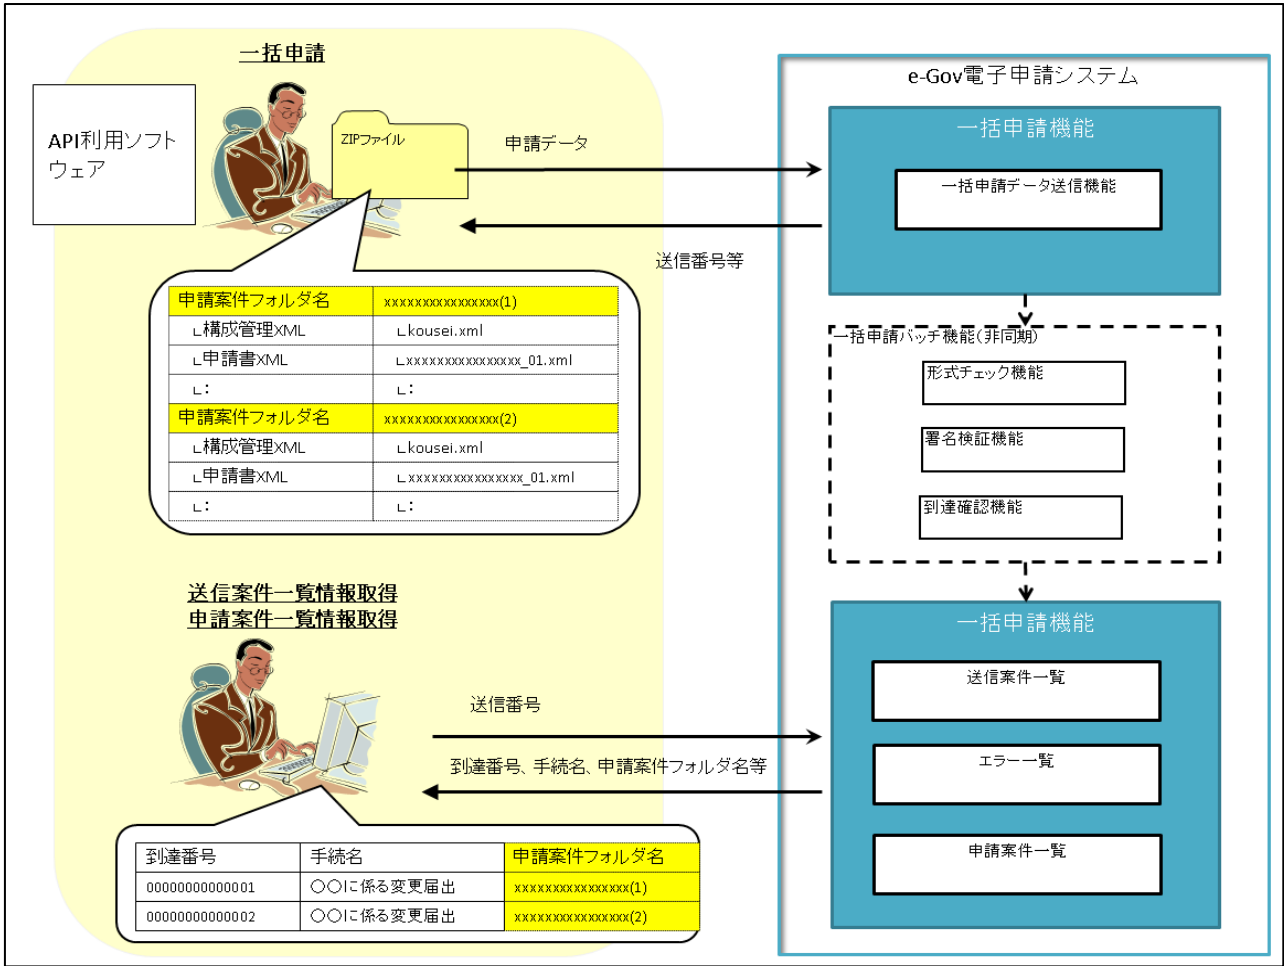 一括申請
API利用ソフト
ウェア
ZIPファイル
申請データ
送信番号等
申請案件フォルダ名 xxxxxxxxxxxxxxxx(1)
∟構成管理XML ∟kousei.xml
∟申請書XML ∟xxxxxxxxxxxxxxxx_01.xml
∟: ∟:
申請案件フォルダ名 xxxxxxxxxxxxxxxx(2)
∟構成管理XML ∟kousei.xml
∟申請書XML ∟xxxxxxxxxxxxxxxx_01.xml
∟: ∟:
e-Gov電子申請システム
一括申請機能
一括申請データ送信機能
一括申請バッチ機能(非同期)
形式チェック機能
署名検証機能
到達確認機能
送信案件一覧情報取得
申請案件一覧情報取得
送信番号
到達番号、手続名、申請案件フォルダ名等
到達番号 手続名 申請案件フォルダ名
00000000000001 〇〇に係る変更届出 xxxxxxxxxxxxxxxx(1)
00000000000002 〇〇に係る変更届出 xxxxxxxxxxxxxxxx(2)
一括申請機能
送信案件一覧
エラー一覧
申請案件一覧